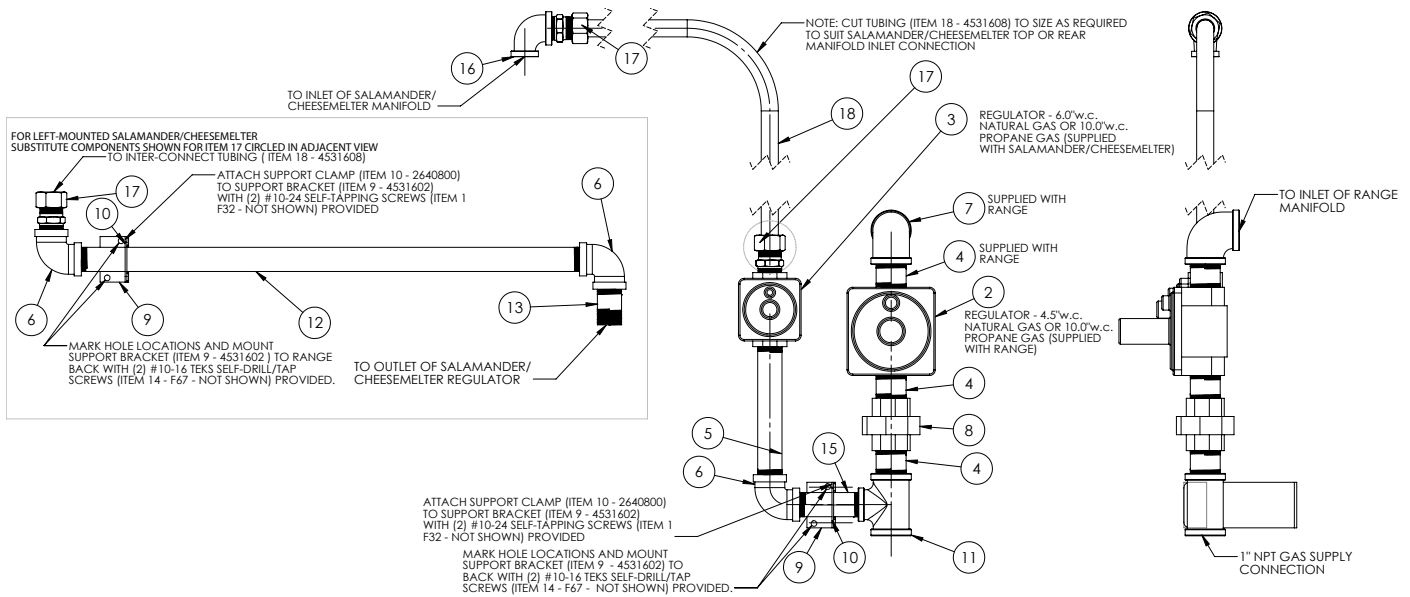 NOTE: CUT TUBING (ITEM 18 - 4531608) TO SIZE AS REQUIRED
TO SUIT SALAMANDER/CHEESEMELTER TOP OR REAR
MANIFOLD INLET CONNECTION
17
16
TO INLET OF SALAMANDER/
CHEESEMELTER MANIFOLD
17
18
3
REGULATOR - 6.0"w.c.
NATURAL GAS OR 10.0"w.c.
PROPANE GAS (SUPPLIED
WITH SALAMANDER/CHEESEMELTER)
FOR LEFT-MOUNTED SALAMANDER/CHEESEMELTER
SUBSTITUTE COMPONENTS SHOWN FOR ITEM 17 CIRCLED IN ADJACENT VIEW
TO INTER-CONNECT TUBING ( ITEM 18 - 4531608)
17
10
ATTACH SUPPORT CLAMP (ITEM 10 - 2640800)
TO SUPPORT BRACKET (ITEM 9 - 4531602)
WITH (2) #10-24 SELF-TAPPING SCREWS (ITEM 1
F32 - NOT SHOWN) PROVIDED
6
6
9
12
13
MARK HOLE LOCATIONS AND MOUNT
SUPPORT BRACKET (ITEM 9 - 4531602 ) TO RANGE
BACK WITH (2) #10-16 TEKS SELF-DRILL/TAP
SCREWS (ITEM 14 - F67 - NOT SHOWN) PROVIDED.
TO OUTLET OF SALAMANDER/
CHEESEMELTER REGULATOR
7
SUPPLIED WITH
RANGE
4
SUPPLIED WITH
RANGE
2
REGULATOR - 4.5"w.c.
NATURAL GAS OR 10.0"w.c.
PROPANE GAS (SUPPLIED
WITH RANGE)
TO INLET OF RANGE
MANIFOLD
4
8
5
4
6
15
ATTACH SUPPORT CLAMP (ITEM 10 - 2640800)
TO SUPPORT BRACKET (ITEM 9 - 4531602)
WITH (2) #10-24 SELF-TAPPING SCREWS (ITEM 1
F32 - NOT SHOWN) PROVIDED
MARK HOLE LOCATIONS AND MOUNT
SUPPORT BRACKET (ITEM 9 - 4531602) TO
BACK WITH (2) #10-16 TEKS SELF-DRILL/TAP
SCREWS (ITEM 14 - F67 - NOT SHOWN) PROVIDED.
9
10
11
1" NPT GAS SUPPLY
CONNECTION